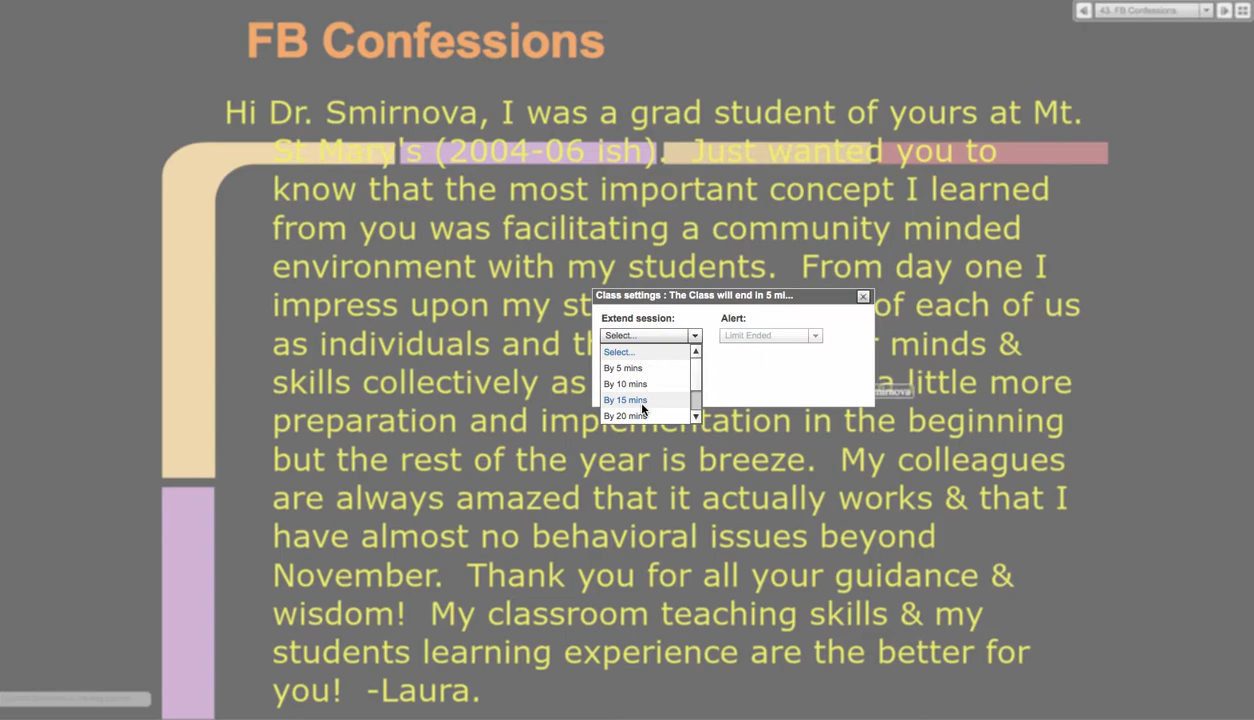 43. FB Confessions
FB Confessions
Hi Dr. Smirnova, I was a grad student of yours at Mt.
St Mary's (2004-06 ish). Just wanted you to
know that the most important concept I learned
from you was facilitating a community minded
environment with my students. From day one I
impress upon my st of each of us
as individuals and th minds &
skills collectively as a little more
preparation and implementation in the beginning
but the rest of the year is breeze. My colleagues
are always amazed that it actually works & that I
have almost no behavioral issues beyond
November. Thank you for all your guidance &
wisdom! My classroom teaching skills & my
students learning experience are the better for
you! -Laura.
Class settings : The Class will end in 5 mi...
Extend session: Alert:
Select... Limit Ended
Select...
By 5 mins
By 10 mins
By 15 mins
By 20 mins